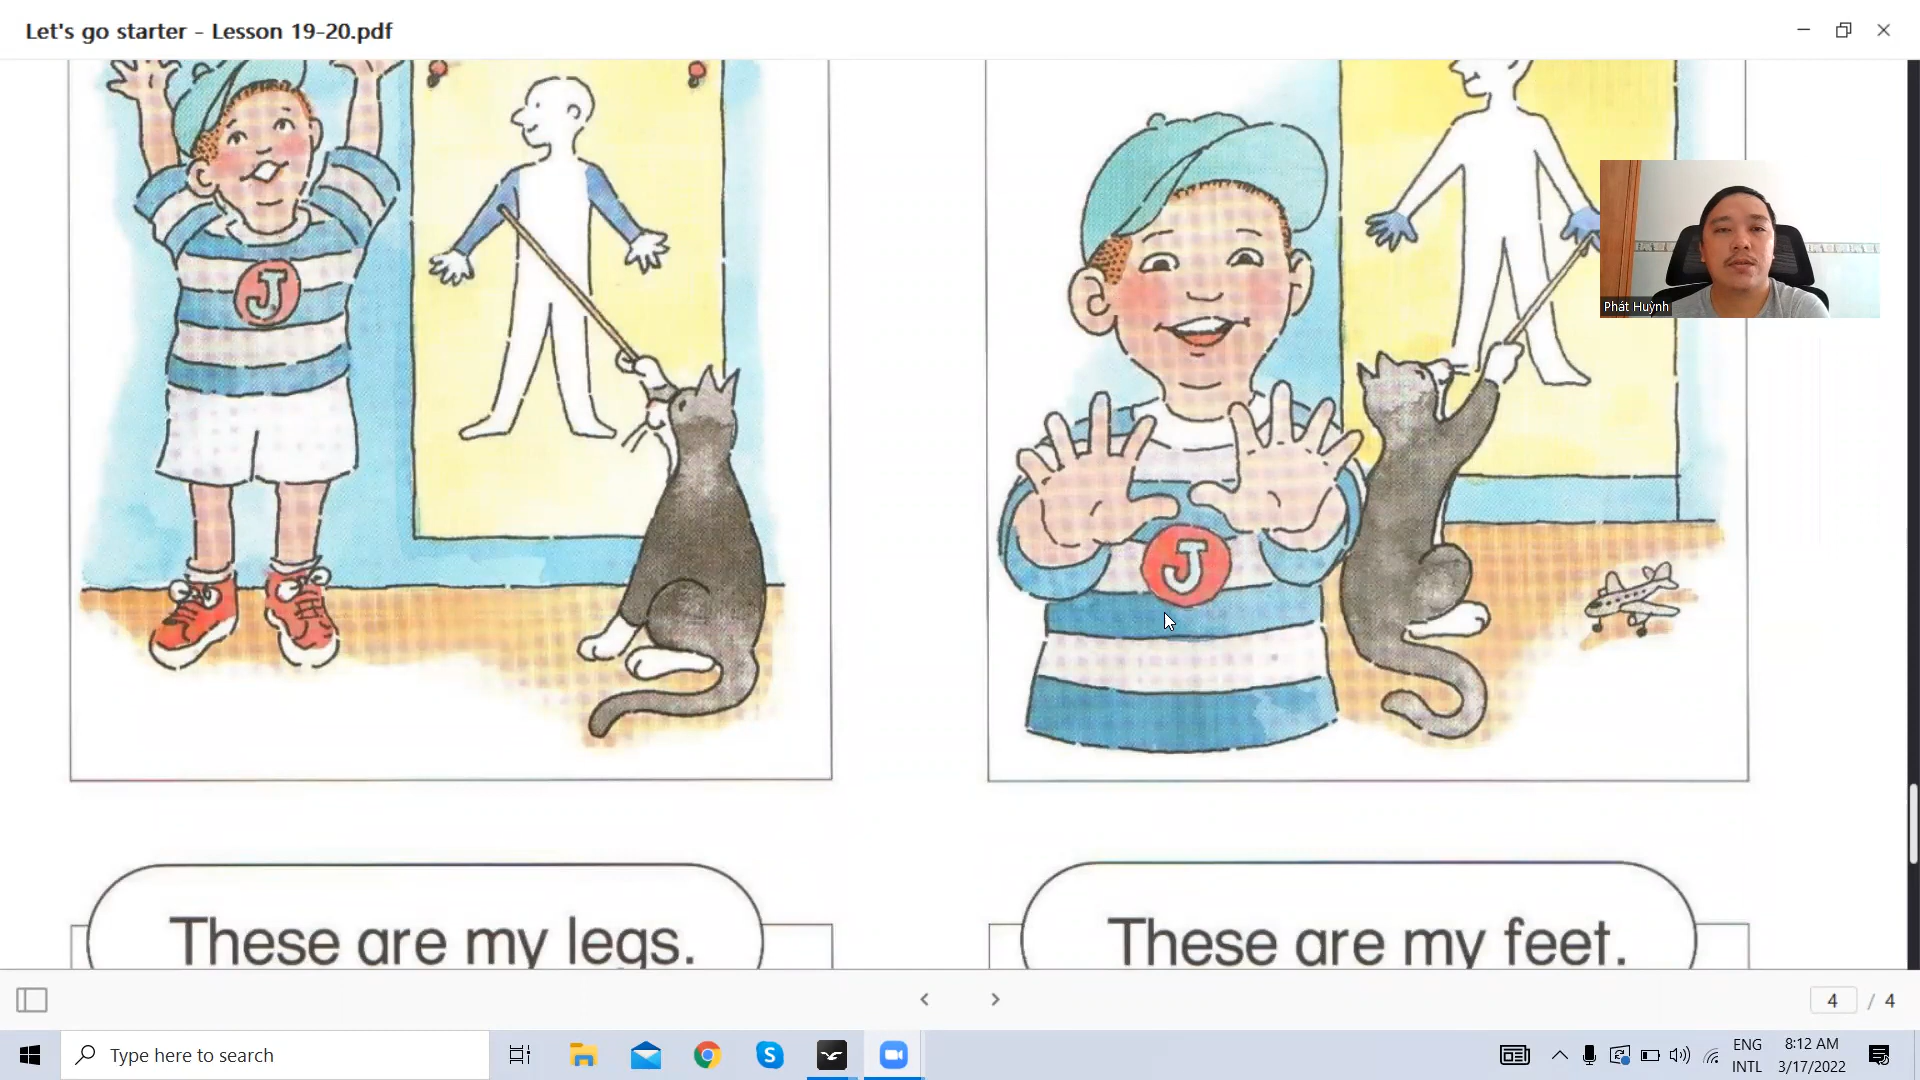 Let's go starter - Lesson 19-20.pdf
J
J
Phát Huỳnh
These are my legs.
These are my feet.
4 / 4
Type here to search
ENG
INTL
8:12 AM
3/17/2022